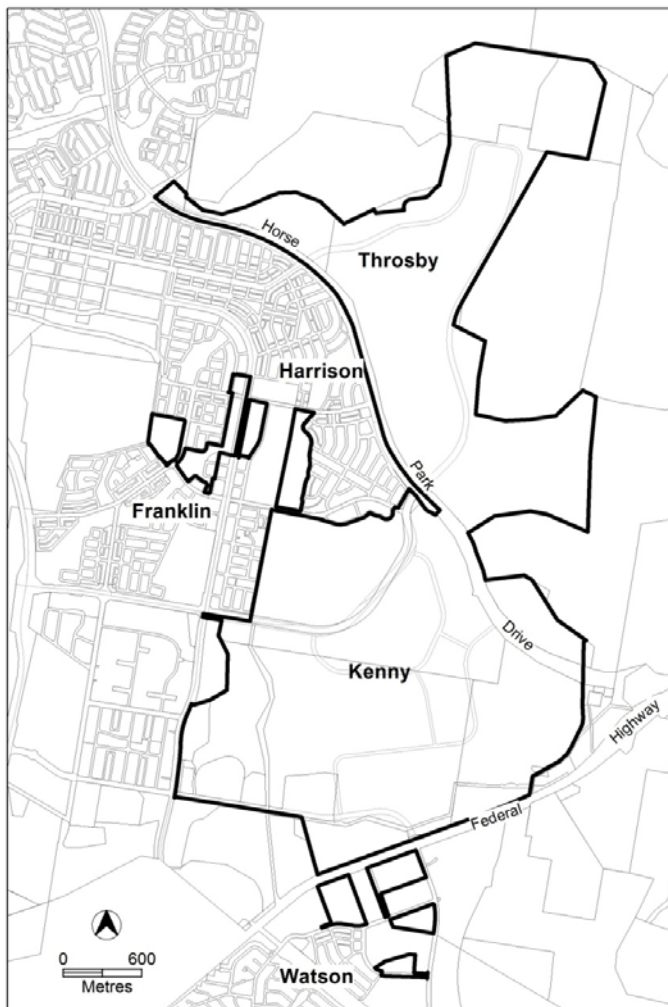 Horse
Throsby
Harrison
Park
Franklin
Drive
Kenny
Highway
Federal
0 600
Metres
Watson